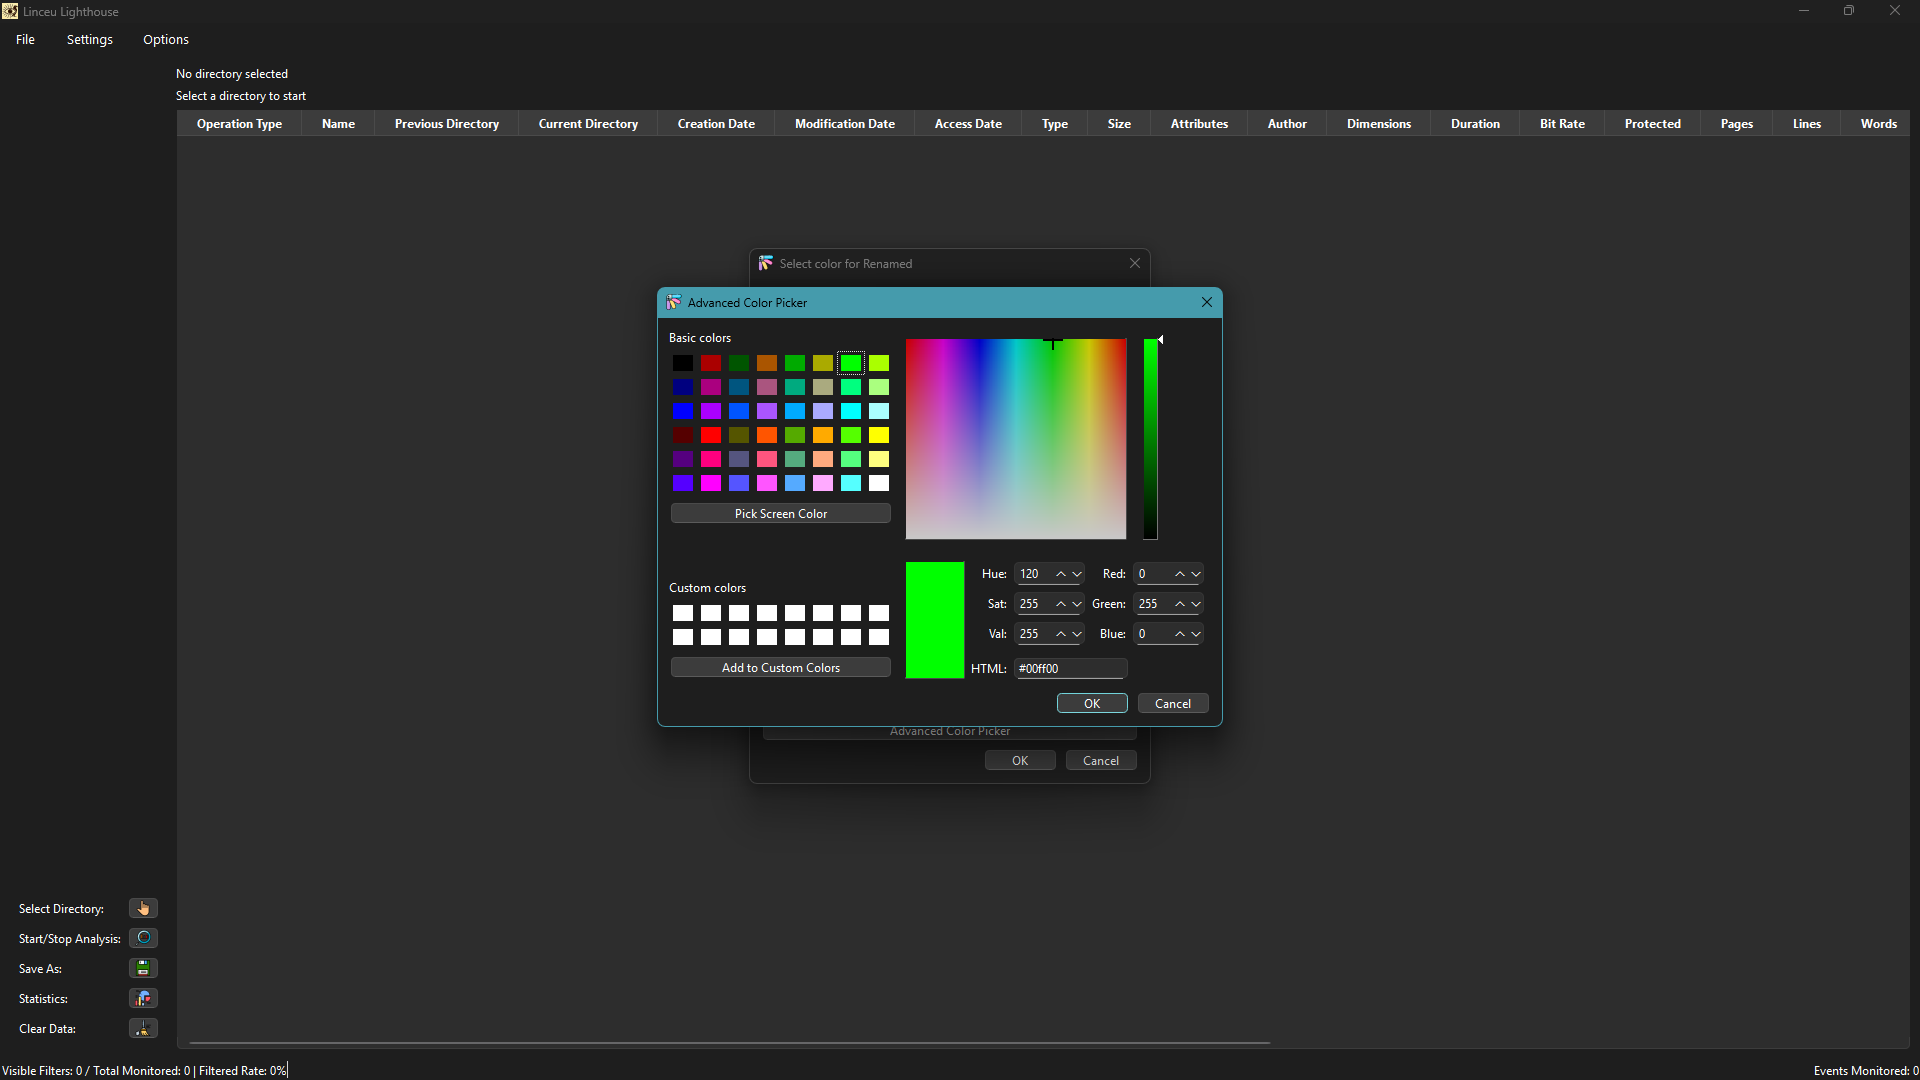 Linceu Lighthouse
File Settings Options
No directory selected
Select a directory to start
Operation Type Name Previous Directory Current Directory Creation Date Modification Date Access Date Type Size Attributes Author Dimensions Duration Bit Rate Protected Pages Lines Words
Select color for Renamed
Advanced Color Picker
Basic colors
Pick Screen Color
Custom colors
Add to Custom Colors
Hue: 120 Red: 0
Sat: 255 Green: 255
Val: 255 Blue: 0
HTML: #00ff00
OK Cancel
Advanced Color Picker
OK Cancel
Select Directory:
Start/Stop Analysis:
Save As:
Statistics:
Clear Data:
Visible Filters: 0 / Total Monitored: 0 | Filtered Rate: 0%
Events Monitored: 0